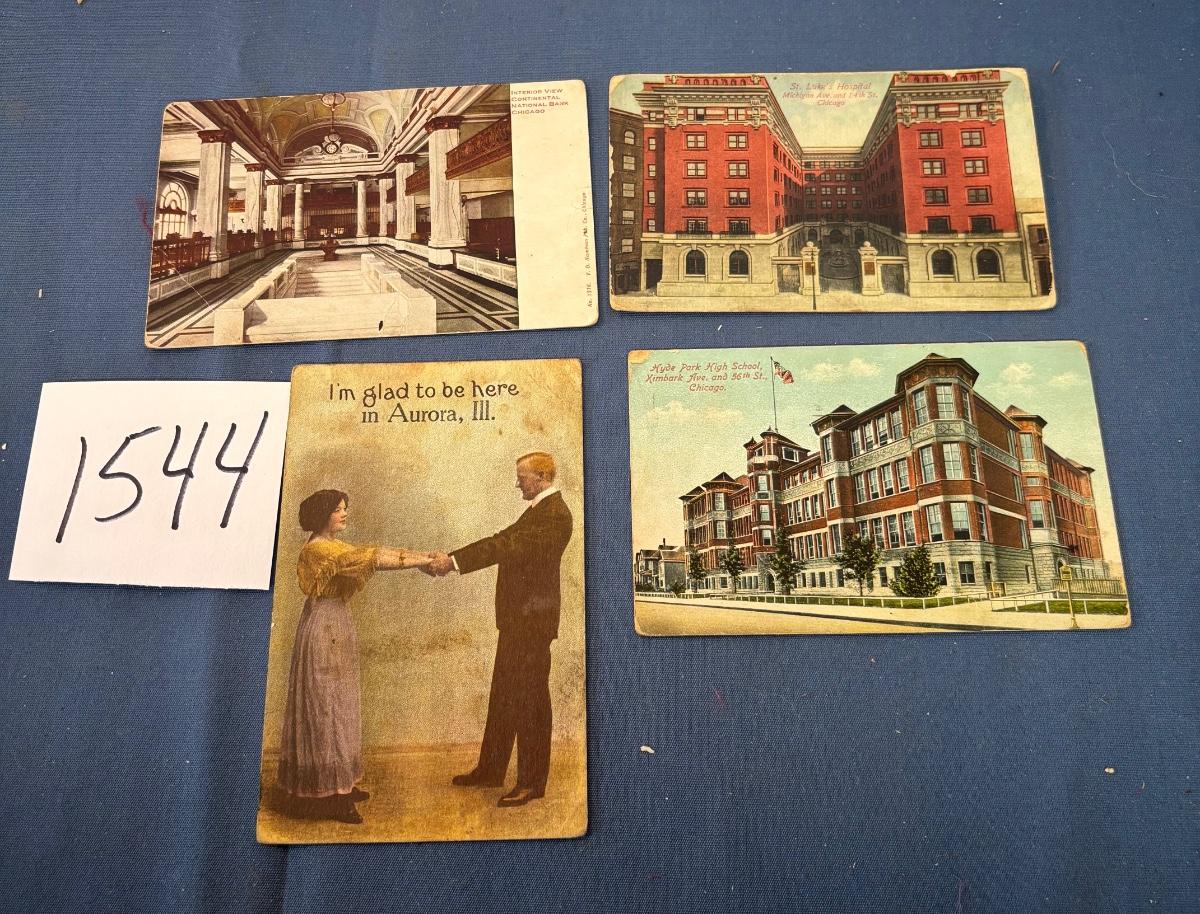 INTERIOR VIEW
CONTINENTAL
NATIONAL BANK
CHICAGO
St. Luke's Hospital
Michigan Ave. and 14th St.
Chicago
1544
I'm glad to be here
in Aurora, Ill.
Hyde Park High School,
Kimbark Ave. and 56th St.,
Chicago.